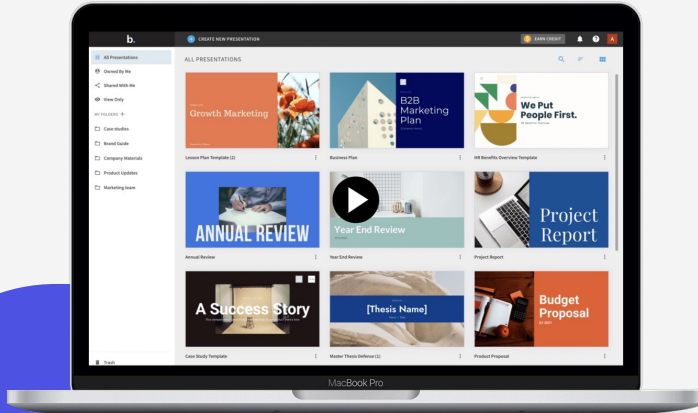 b.
CREATE NEW PRESENTATION
EARN CREDIT
A
All Presentations
Owned By Me
Shared With Me
View Only
MY FOLDERS +
Case studies
Brand Guide
Company Materials
Product Updates
Marketing team
Trash
ALL PRESENTATIONS
Growth Marketing
Lesson Plan Template (2)
B2B
Marketing
Plan
Business Plan
We Put
People First.
HR Benefits Overview Template
ANNUAL REVIEW
Annual Review
Year End Review
Year End Review
Project
Report
Project Report
A Success Story
Case Study Template
[Thesis Name]
Master Thesis Defense (1)
Budget
Proposal
Product Proposal
MacBook Pro